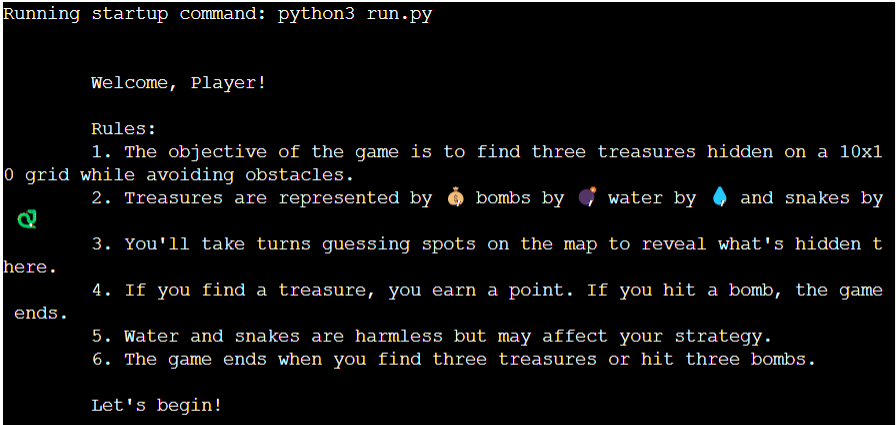 Running startup command: python3 run.py
Welcome, Player!
Rules:
1. The objective of the game is to find three treasures hidden on a 10x1
0 grid while avoiding obstacles.
2. Treasures are represented by 💰 bombs by 💣 water by 💧 and snakes by
🐍
3. You'll take turns guessing spots on the map to reveal what's hidden t
here.
4. If you find a treasure, you earn a point. If you hit a bomb, the game
ends.
5. Water and snakes are harmless but may affect your strategy.
6. The game ends when you find three treasures or hit three bombs.
Let's begin!